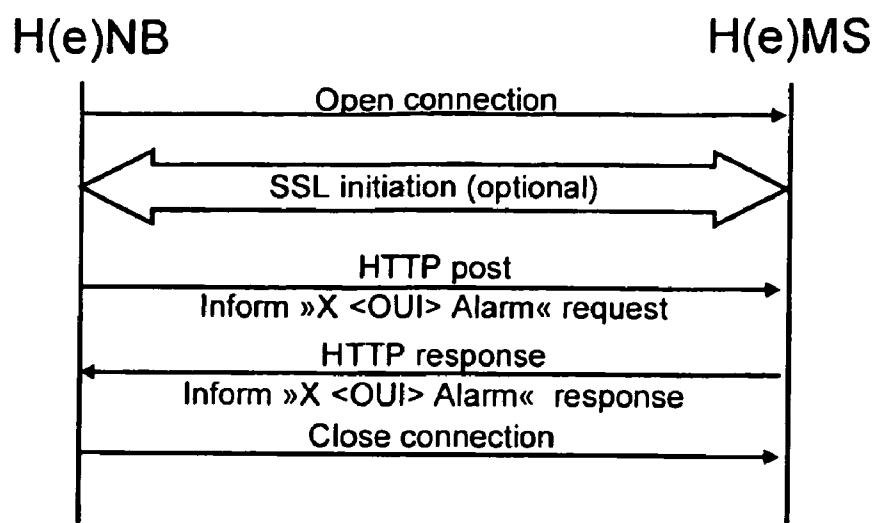 H(e)NB
H(e)MS
Open connection
SSL initiation (optional)
HTTP post
Inform »X <OUI> Alarm« request
HTTP response
Inform »X <OUI> Alarm« response
Close connection